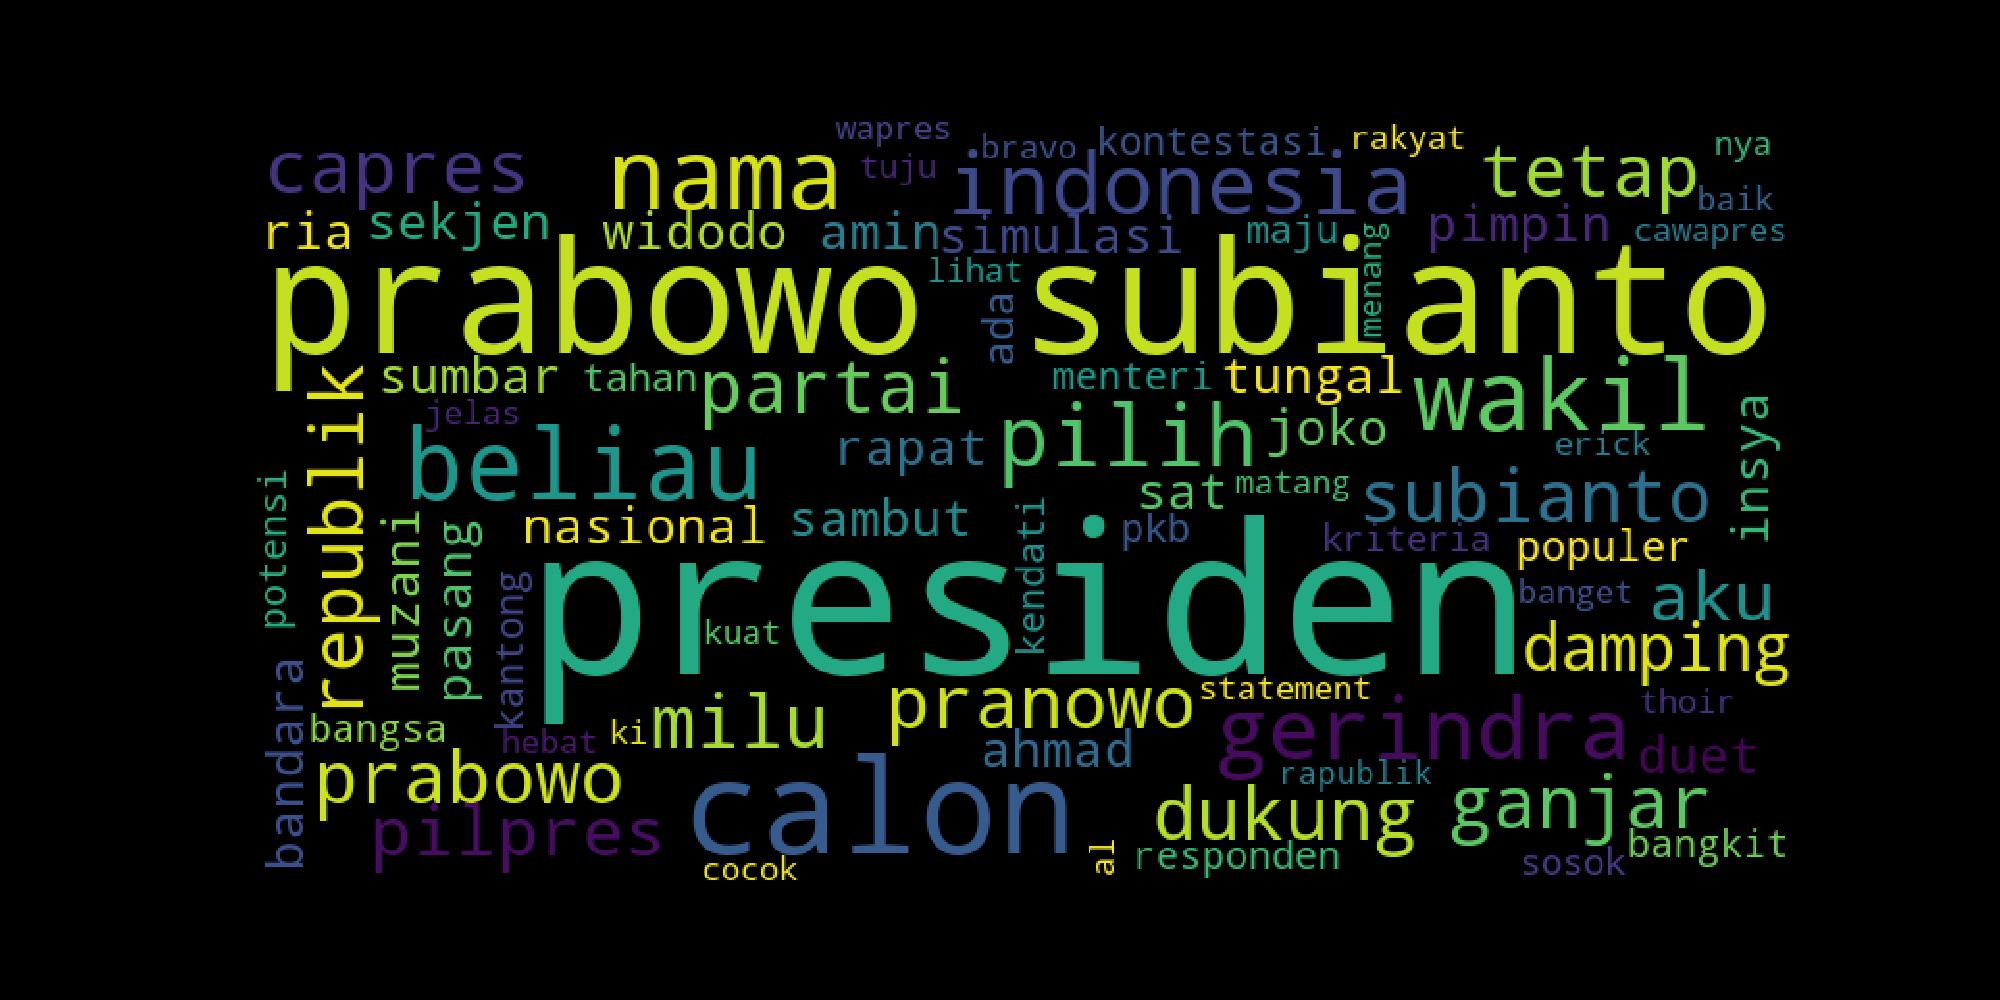 wapres
bravo
kontestasi
rakyat
nya
capres
nama
tuju
indonesia
tetap
baik
ria
sekjen
widodo
amin
simulasi
maju
pimpin
cawapres
prabowo subianto
lihat
menang
ada
republik
sumbar
tahan
partai
menteri
tungal
wakil
jelas
beliau
rapat
pilih
joko
erick
insya
potensi
sat
matang
subianto
muzani
pasang
nasional
sambut
kendati
pkb
kriteria
populer
kantong
presiden
kuat
banget
aku
damping
bandara
bangsa
hebat
ki
milu
pranowo
statement
gerindra
thoir
duet
ahmad
prabowo
rapublik
pilpres
calon
dukung
ganjar
bangkit
cocok
al
responden
sosok